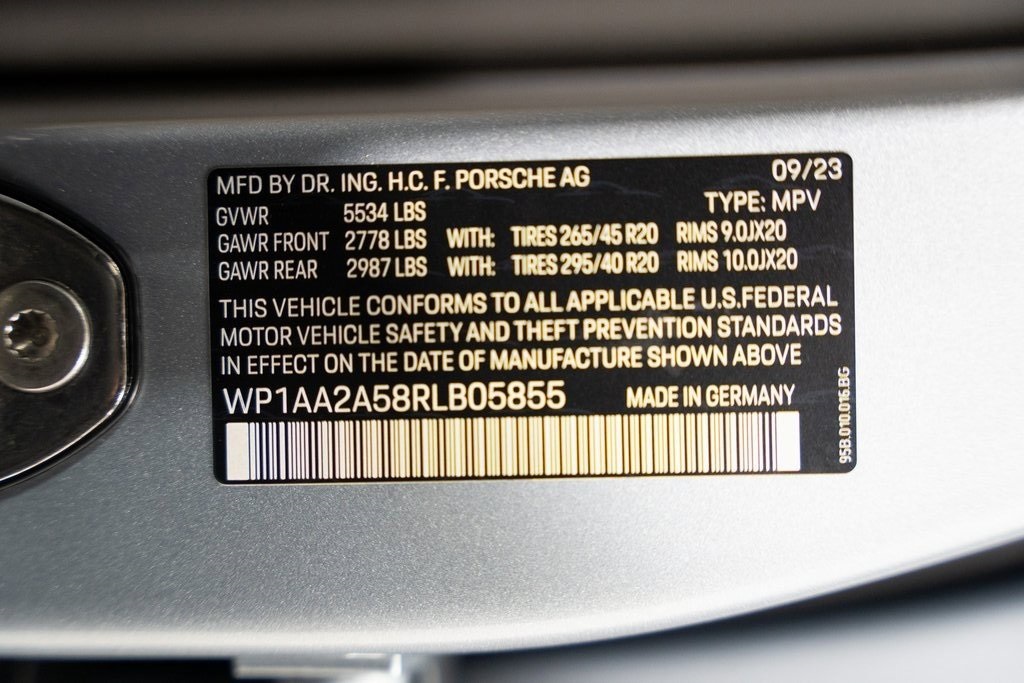 MFD BY DR. ING. H.C. F. PORSCHE AG 09/23
GVWR 5534 LBS TYPE: MPV
GAWR FRONT 2778 LBS WITH: TIRES 265/45 R20 RIMS 9.0JX20
GAWR REAR 2987 LBS WITH: TIRES 295/40 R20 RIMS 10.0JX20
THIS VEHICLE CONFORMS TO ALL APPLICABLE U.S.FEDERAL
MOTOR VEHICLE SAFETY AND THEFT PREVENTION STANDARDS
IN EFFECT ON THE DATE OF MANUFACTURE SHOWN ABOVE
WP1AA2A58RLB05855 MADE IN GERMANY
95B.010.016.BG